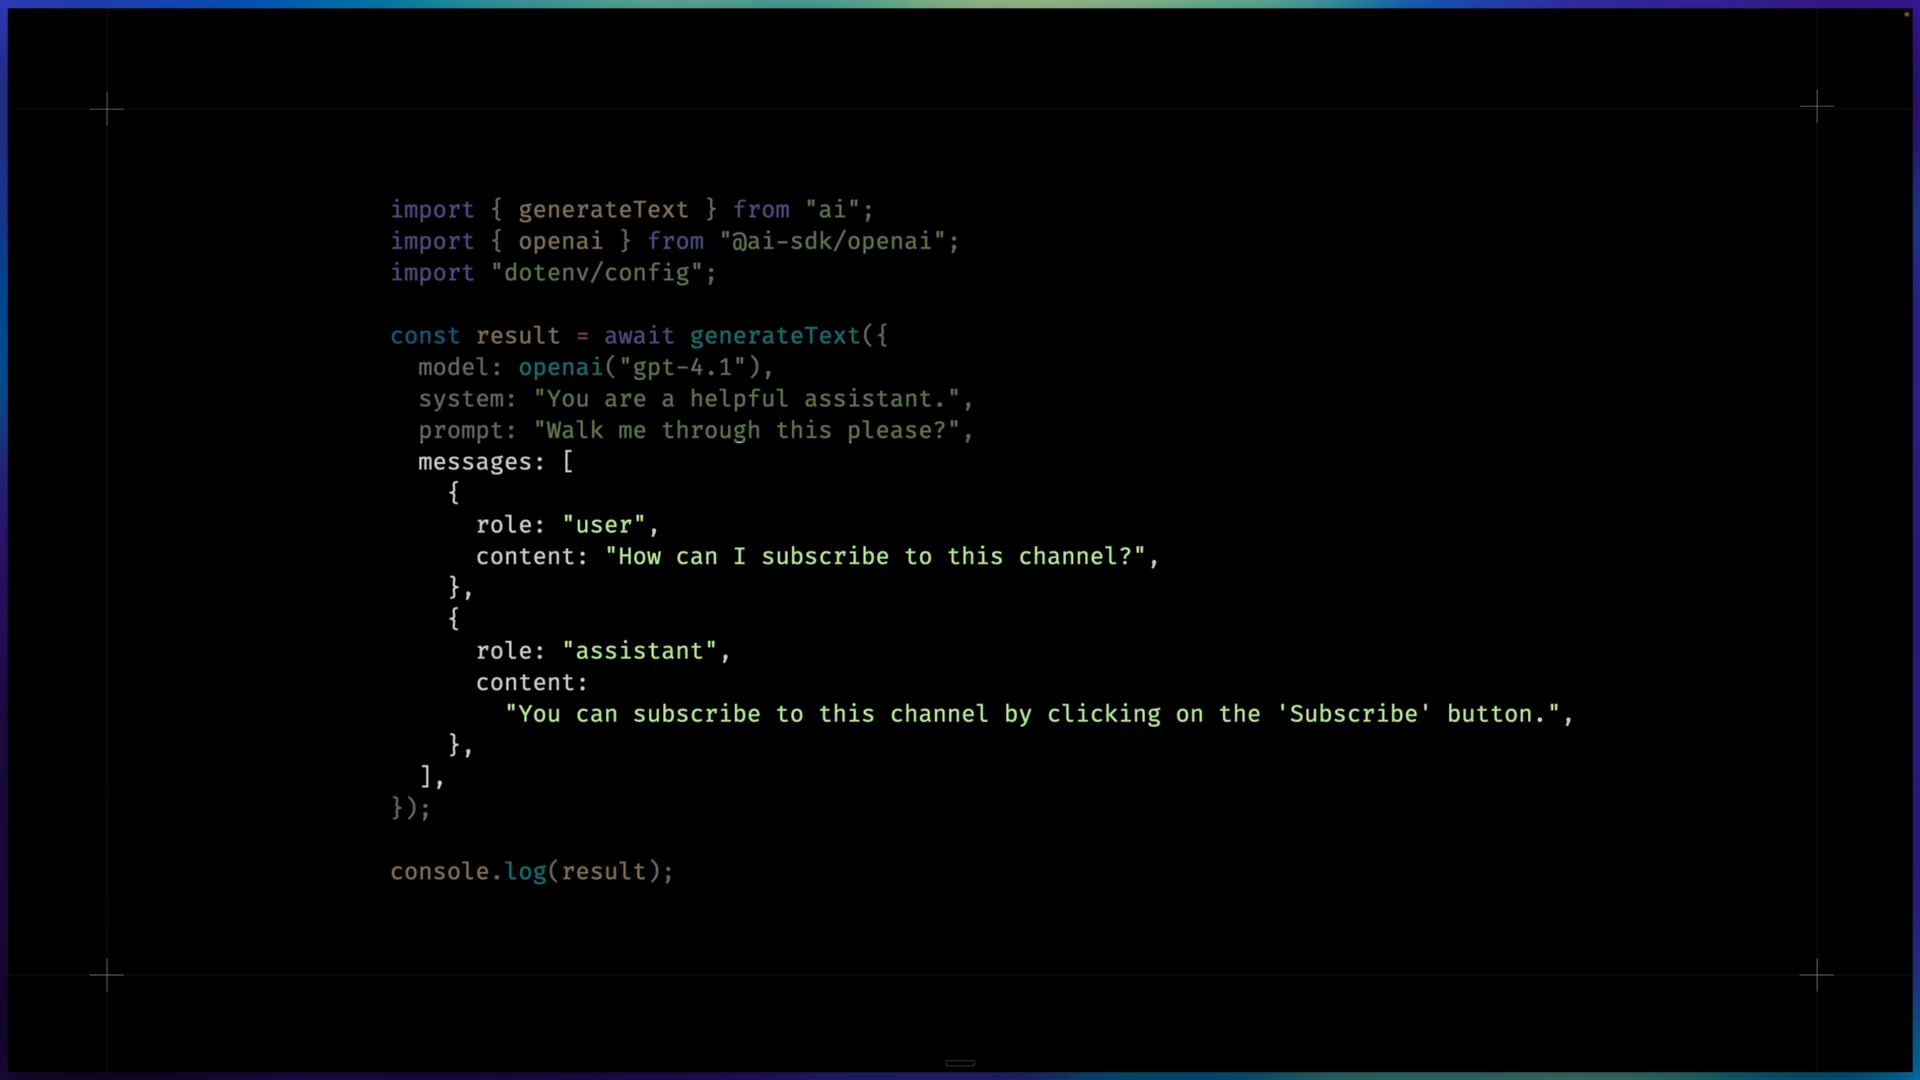 import { generateText } from "ai";
import { openai } from "@ai-sdk/openai";
import "dotenv/config";

const result = await generateText({
  model: openai("gpt-4.1"),
  system: "You are a helpful assistant.",
  prompt: "Walk me through this please?",
  messages: [
    {
      role: "user",
      content: "How can I subscribe to this channel?",
    },
    {
      role: "assistant",
      content:
        "You can subscribe to this channel by clicking on the 'Subscribe' button.",
    },
  ],
});

console.log(result);